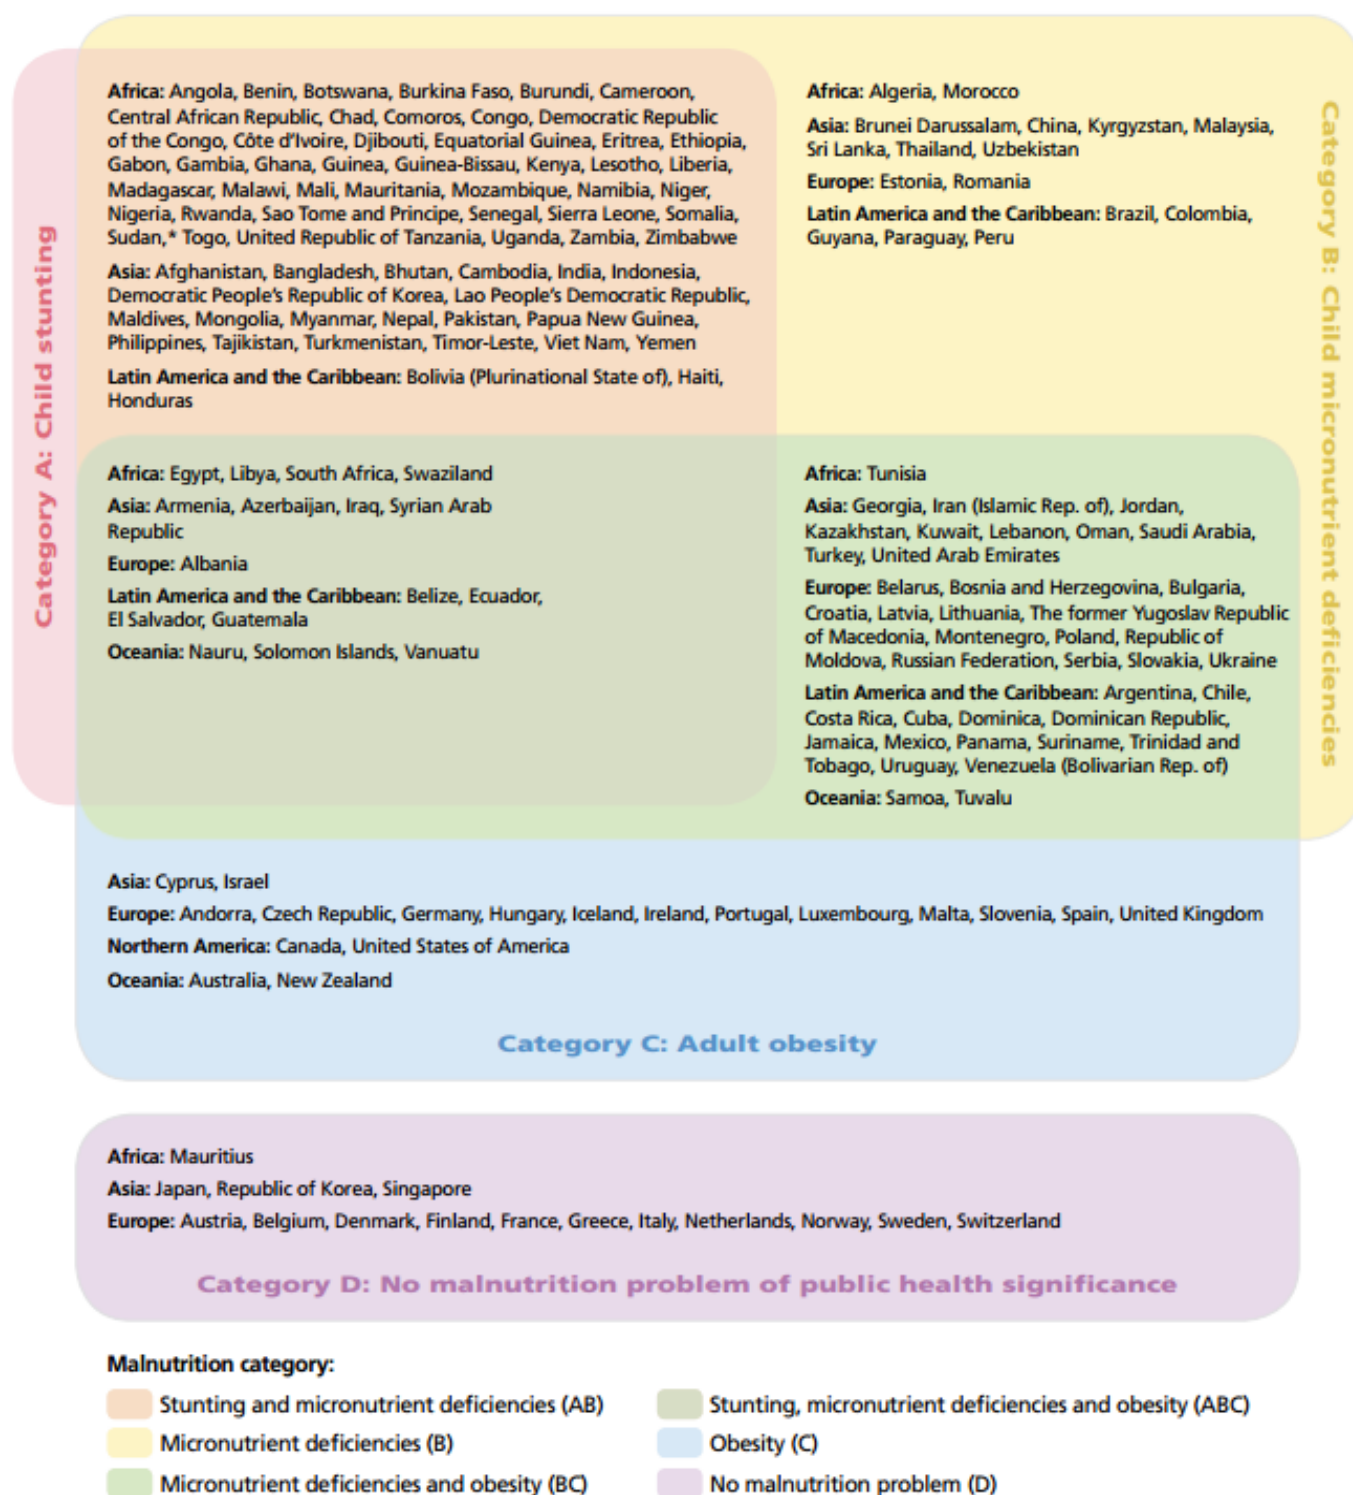 Category A: Child stunting
Africa: Angola, Benin, Botswana, Burkina Faso, Burundi, Cameroon,
Central African Republic, Chad, Comoros, Congo, Democratic Republic
of the Congo, Côte d'Ivoire, Djibouti, Equatorial Guinea, Eritrea, Ethiopia,
Gabon, Gambia, Ghana, Guinea, Guinea-Bissau, Kenya, Lesotho, Liberia,
Madagascar, Malawi, Mali, Mauritania, Mozambique, Namibia, Niger,
Nigeria, Rwanda, Sao Tome and Principe, Senegal, Sierra Leone, Somalia,
Sudan,* Togo, United Republic of Tanzania, Uganda, Zambia, Zimbabwe
Asia: Afghanistan, Bangladesh, Bhutan, Cambodia, India, Indonesia,
Democratic People's Republic of Korea, Lao People's Democratic Republic,
Maldives, Mongolia, Myanmar, Nepal, Pakistan, Papua New Guinea,
Philippines, Tajikistan, Turkmenistan, Timor-Leste, Viet Nam, Yemen
Latin America and the Caribbean: Bolivia (Plurinational State of), Haiti,
Honduras
Africa: Algeria, Morocco
Asia: Brunei Darussalam, China, Kyrgyzstan, Malaysia,
Sri Lanka, Thailand, Uzbekistan
Europe: Estonia, Romania
Latin America and the Caribbean: Brazil, Colombia,
Guyana, Paraguay, Peru
Category B: Child micronutrient deficiencies
Africa: Egypt, Libya, South Africa, Swaziland
Asia: Armenia, Azerbaijan, Iraq, Syrian Arab
Republic
Europe: Albania
Latin America and the Caribbean: Belize, Ecuador,
El Salvador, Guatemala
Oceania: Nauru, Solomon Islands, Vanuatu
Africa: Tunisia
Asia: Georgia, Iran (Islamic Rep. of), Jordan,
Kazakhstan, Kuwait, Lebanon, Oman, Saudi Arabia,
Turkey, United Arab Emirates
Europe: Belarus, Bosnia and Herzegovina, Bulgaria,
Croatia, Latvia, Lithuania, The former Yugoslav Republic
of Macedonia, Montenegro, Poland, Republic of
Moldova, Russian Federation, Serbia, Slovakia, Ukraine
Latin America and the Caribbean: Argentina, Chile,
Costa Rica, Cuba, Dominica, Dominican Republic,
Jamaica, Mexico, Panama, Suriname, Trinidad and
Tobago, Uruguay, Venezuela (Bolivarian Rep. of)
Oceania: Samoa, Tuvalu
Asia: Cyprus, Israel
Europe: Andorra, Czech Republic, Germany, Hungary, Iceland, Ireland, Portugal, Luxembourg, Malta, Slovenia, Spain, United Kingdom
Northern America: Canada, United States of America
Oceania: Australia, New Zealand
Category C: Adult obesity
Africa: Mauritius
Asia: Japan, Republic of Korea, Singapore
Europe: Austria, Belgium, Denmark, Finland, France, Greece, Italy, Netherlands, Norway, Sweden, Switzerland
Category D: No malnutrition problem of public health significance
Malnutrition category:
Stunting and micronutrient deficiencies (AB)
Micronutrient deficiencies (B)
Micronutrient deficiencies and obesity (BC)
Stunting, micronutrient deficiencies and obesity (ABC)
Obesity (C)
No malnutrition problem (D)